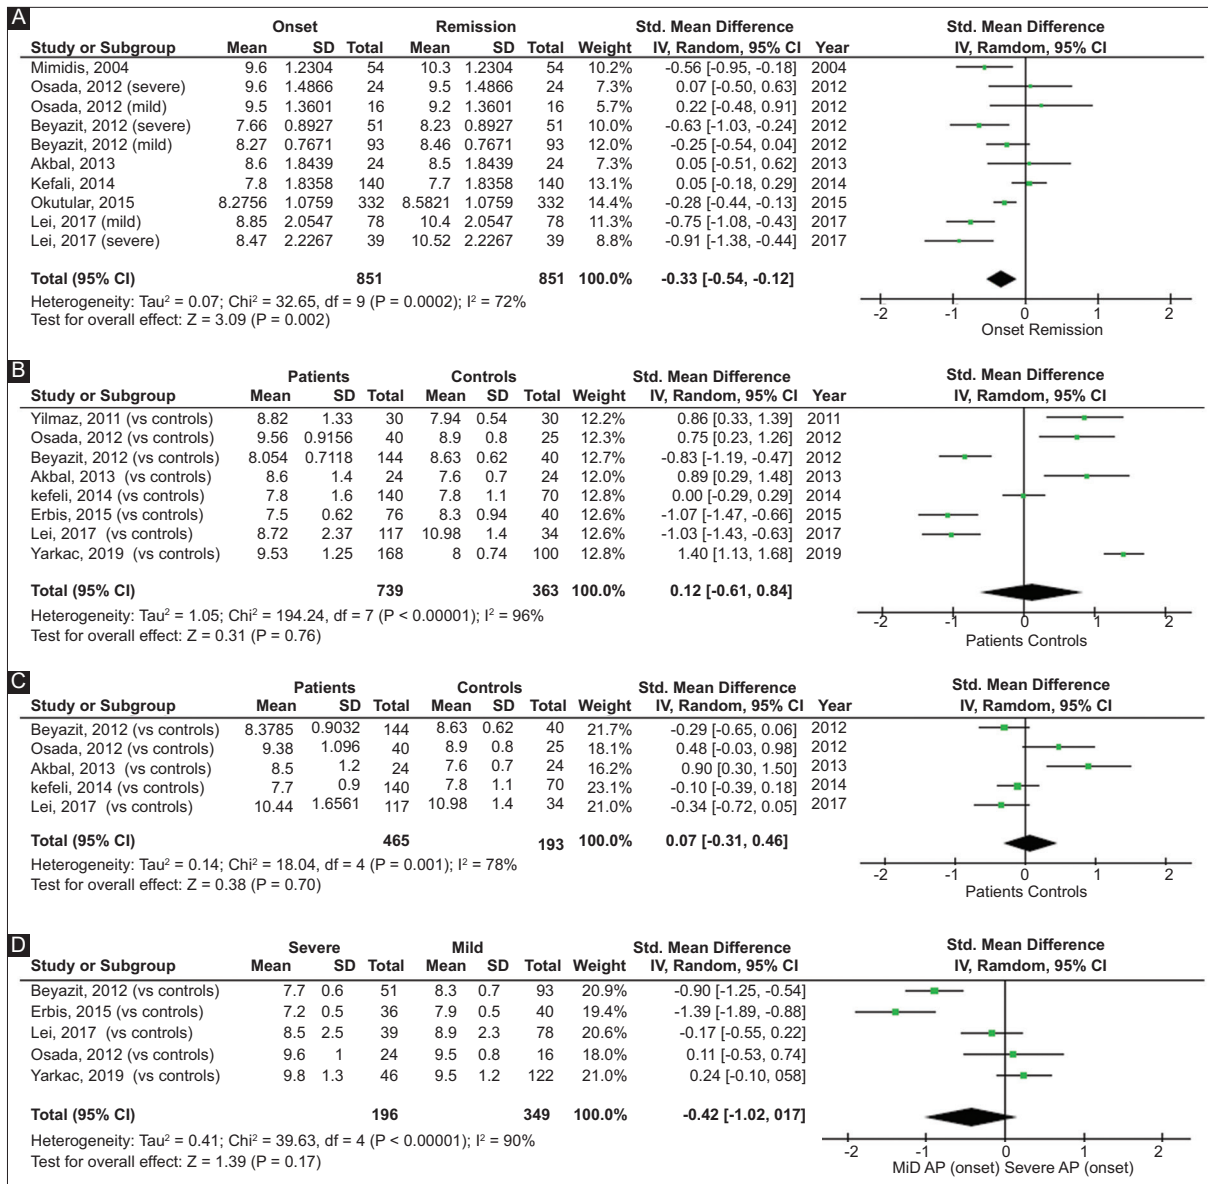 A
Onset Remission Std. Mean Difference Std. Mean Difference
Study or Subgroup Mean SD Total Mean SD Total Weight IV, Random, 95% CI Year IV, Ramdom, 95% CI
Mimidis, 2004 9.6 1.2304 54 10.3 1.2304 54 10.2% -0.56 [-0.95, -0.18] 2004
Osada, 2012 (severe) 9.6 1.4866 24 9.5 1.4866 24 7.3% 0.07 [-0.50, 0.63] 2012
Osada, 2012 (mild) 9.5 1.3601 16 9.2 1.3601 16 5.7% 0.22 [-0.48, 0.91] 2012
Beyazit, 2012 (severe) 7.66 0.8927 51 8.23 0.8927 51 10.0% -0.63 [-1.03, -0.24] 2012
Beyazit, 2012 (mild) 8.27 0.7671 93 8.46 0.7671 93 12.0% -0.25 [-0.54, 0.04] 2012
Akbal, 2013 8.6 1.8439 24 8.5 1.8439 24 7.3% 0.05 [-0.51, 0.62] 2013
Kefali, 2014 7.8 1.8358 140 7.7 1.8358 140 13.1% 0.05 [-0.18, 0.29] 2014
Okutular, 2015 8.2756 1.0759 332 8.5821 1.0759 332 14.4% -0.28 [-0.44, -0.13] 2015
Lei, 2017 (mild) 8.85 2.0547 78 10.4 2.0547 78 11.3% -0.75 [-1.08, -0.43] 2017
Lei, 2017 (severe) 8.47 2.2267 39 10.52 2.2267 39 8.8% -0.91 [-1.38, -0.44] 2017
Total (95% CI) 851 851 100.0% -0.33 [-0.54, -0.12]
Heterogeneity: Tau² = 0.07; Chi² = 32.65, df = 9 (P = 0.0002); I² = 72%
Test for overall effect: Z = 3.09 (P = 0.002)
-2 -1 0 1 2
Onset Remission
B
Patients Controls Std. Mean Difference Std. Mean Difference
Study or Subgroup Mean SD Total Mean SD Total Weight IV, Random, 95% CI Year IV, Ramdom, 95% CI
Yilmaz, 2011 (vs controls) 8.82 1.33 30 7.94 0.54 30 12.2% 0.86 [0.33, 1.39] 2011
Osada, 2012 (vs controls) 9.56 0.9156 40 8.9 0.8 25 12.3% 0.75 [0.23, 1.26] 2012
Beyazit, 2012 (vs controls) 8.054 0.7118 144 8.63 0.62 40 12.7% -0.83 [-1.19, -0.47] 2012
Akbal, 2013 (vs controls) 8.6 1.4 24 7.6 0.7 24 12.0% 0.89 [0.29, 1.48] 2013
kefeli, 2014 (vs controls) 7.8 1.6 140 7.8 1.1 70 12.8% 0.00 [-0.29, 0.29] 2014
Erbis, 2015 (vs controls) 7.5 0.62 76 8.3 0.94 40 12.6% -1.07 [-1.47, -0.66] 2015
Lei, 2017 (vs controls) 8.72 2.37 117 10.98 1.4 34 12.6% -1.03 [-1.43, -0.63] 2017
Yarkac, 2019 (vs controls) 9.53 1.25 168 8 0.74 100 12.8% 1.40 [1.13, 1.68] 2019
Total (95% CI) 739 363 100.0% 0.12 [-0.61, 0.84]
Heterogeneity: Tau² = 1.05; Chi² = 194.24, df = 7 (P < 0.00001); I² = 96%
Test for overall effect: Z = 0.31 (P = 0.76)
-2 -1 0 1 2
Patients Controls
C
Patients Controls Std. Mean Difference Std. Mean Difference
Study or Subgroup Mean SD Total Mean SD Total Weight IV, Random, 95% CI Year IV, Ramdom, 95% CI
Beyazit, 2012 (vs controls) 8.3785 0.9032 144 8.63 0.62 40 21.7% -0.29 [-0.65, 0.06] 2012
Osada, 2012 (vs controls) 9.38 1.096 40 8.9 0.8 25 18.1% 0.48 [-0.03, 0.98] 2012
Akbal, 2013 (vs controls) 8.5 1.2 24 7.6 0.7 24 16.2% 0.90 [0.30, 1.50] 2013
kefeli, 2014 (vs controls) 7.7 0.9 140 7.8 1.1 70 23.1% -0.10 [-0.39, 0.18] 2014
Lei, 2017 (vs controls) 10.44 1.6561 117 10.98 1.4 34 21.0% -0.34 [-0.72, 0.05] 2017
Total (95% CI) 465 193 100.0% 0.07 [-0.31, 0.46]
Heterogeneity: Tau² = 0.14; Chi² = 18.04, df = 4 (P = 0.001); I² = 78%
Test for overall effect: Z = 0.38 (P = 0.70)
-2 -1 0 1 2
Patients Controls
D
Severe Mild Std. Mean Difference Std. Mean Difference
Study or Subgroup Mean SD Total Mean SD Total Weight IV, Random, 95% CI IV, Ramdom, 95% CI
Beyazit, 2012 (vs controls) 7.7 0.6 51 8.3 0.7 93 20.9% -0.90 [-1.25, -0.54]
Erbis, 2015 (vs controls) 7.2 0.5 36 7.9 0.5 40 19.4% -1.39 [-1.89, -0.88]
Lei, 2017 (vs controls) 8.5 2.5 39 8.9 2.3 78 20.6% -0.17 [-0.55, 0.22]
Osada, 2012 (vs controls) 9.6 1 24 9.5 0.8 16 18.0% 0.11 [-0.53, 0.74]
Yarkac, 2019 (vs controls) 9.8 1.3 46 9.5 1.2 122 21.0% 0.24 [-0.10, 058]
Total (95% CI) 196 349 100.0% -0.42 [-1.02, 017]
Heterogeneity: Tau² = 0.41; Chi² = 39.63, df = 4 (P < 0.00001); I² = 90%
Test for overall effect: Z = 1.39 (P = 0.17)
-2 -1 0 1 2
MiD AP (onset) Severe AP (onset)